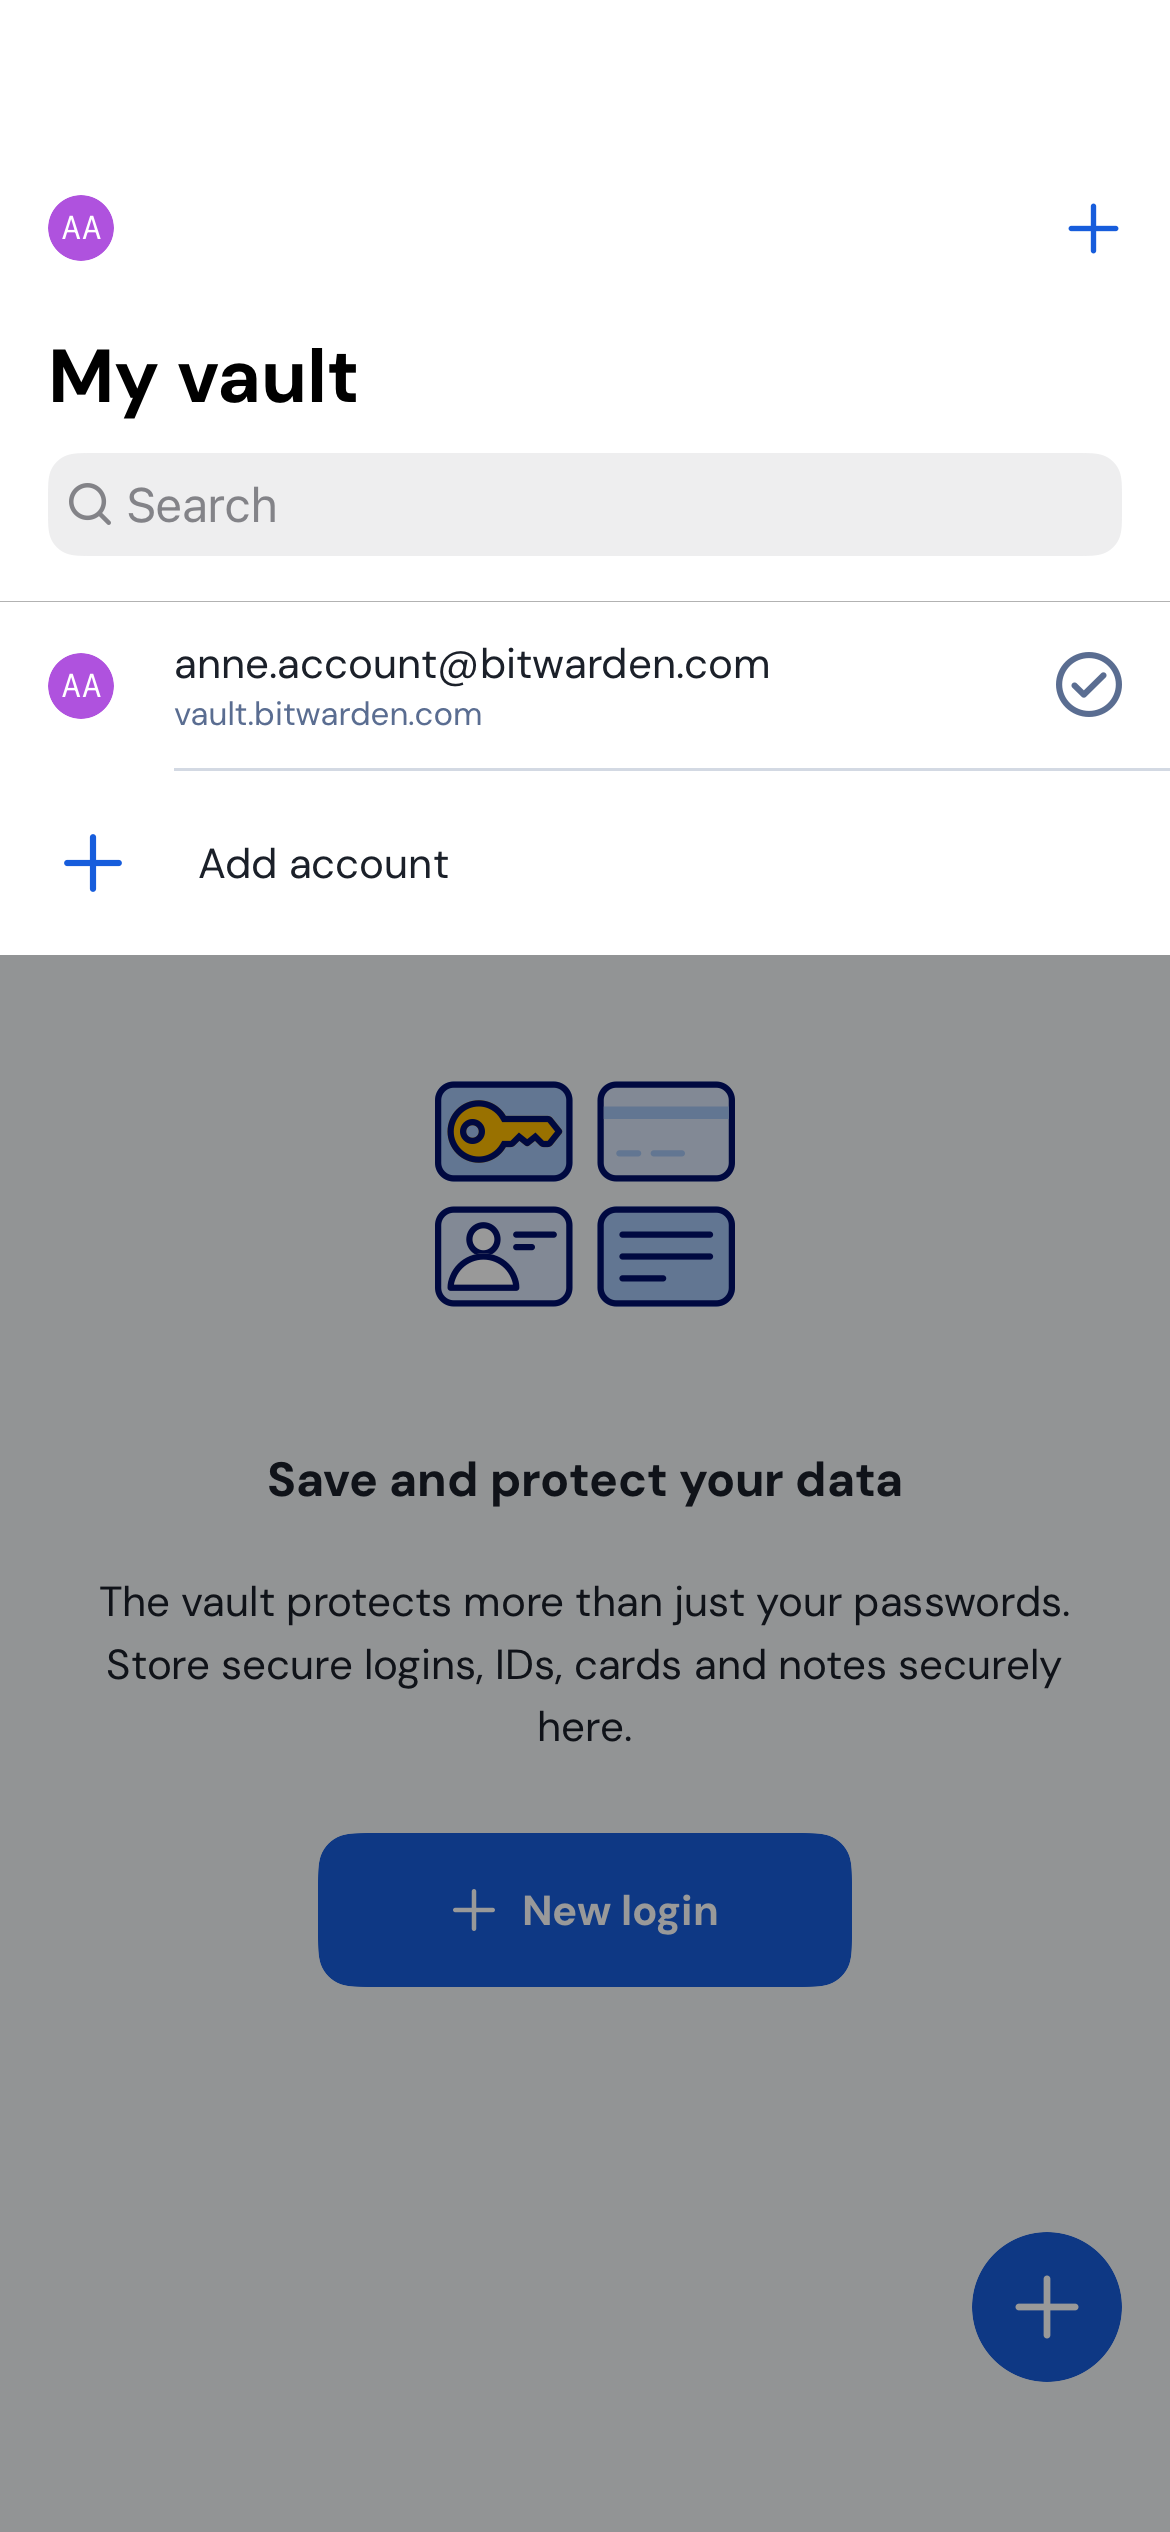 AA
My vault
Search
AA
anne.account@bitwarden.com
vault.bitwarden.com
Add account
Save and protect your data
The vault protects more than just your passwords.
Store secure logins, IDs, cards and notes securely
here.
New login